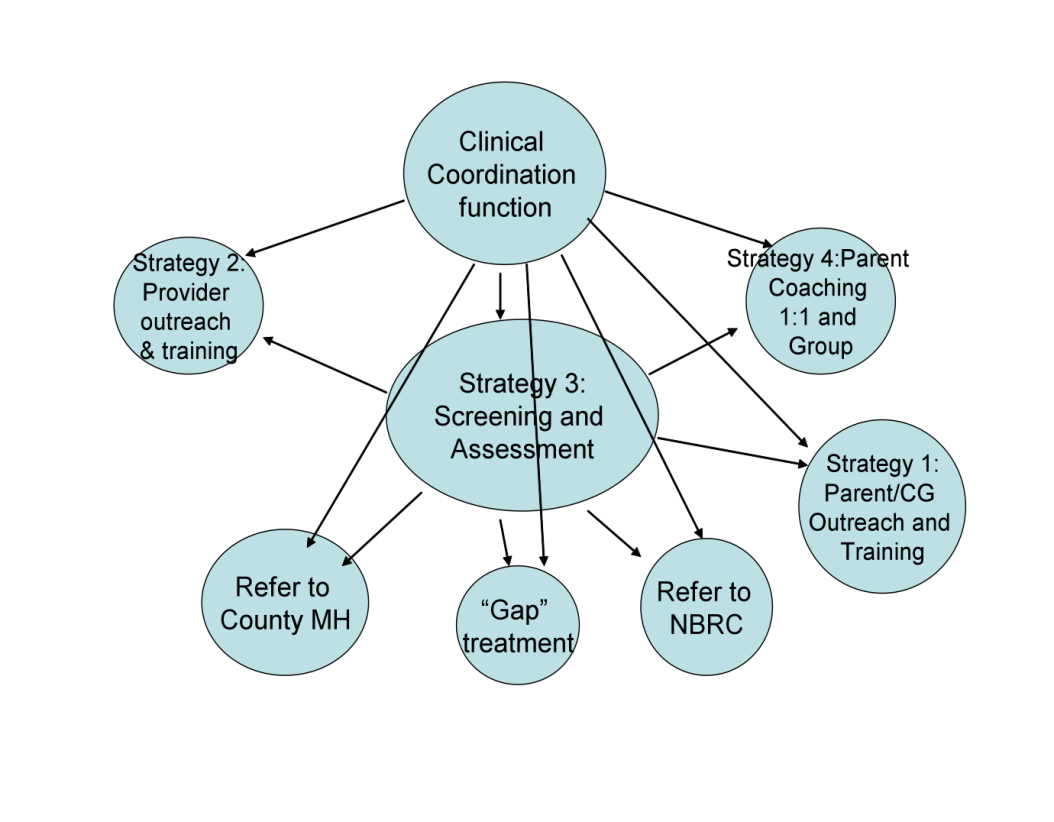 Clinical
Coordination
function
Strategy 2:
Provider
outreach
& training
Strategy 4:Parent
Coaching
1:1 and
Group
Strategy 3:
Screening and
Assessment
Strategy 1:
Parent/CG
Outreach and
Training
Refer to
County MH
“Gap”
treatment
Refer to
NBRC